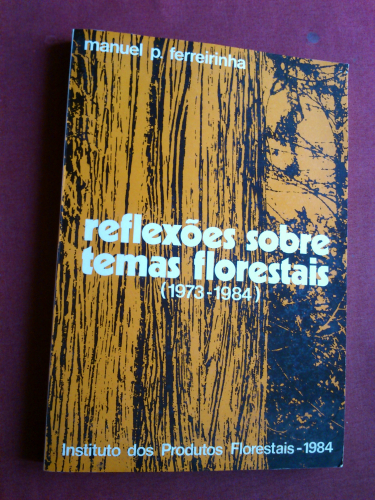 manuel p. ferreirinha
reflexões sobre
temas florestais
(1973-1984)
Instituto dos Produtos Florestais-1984